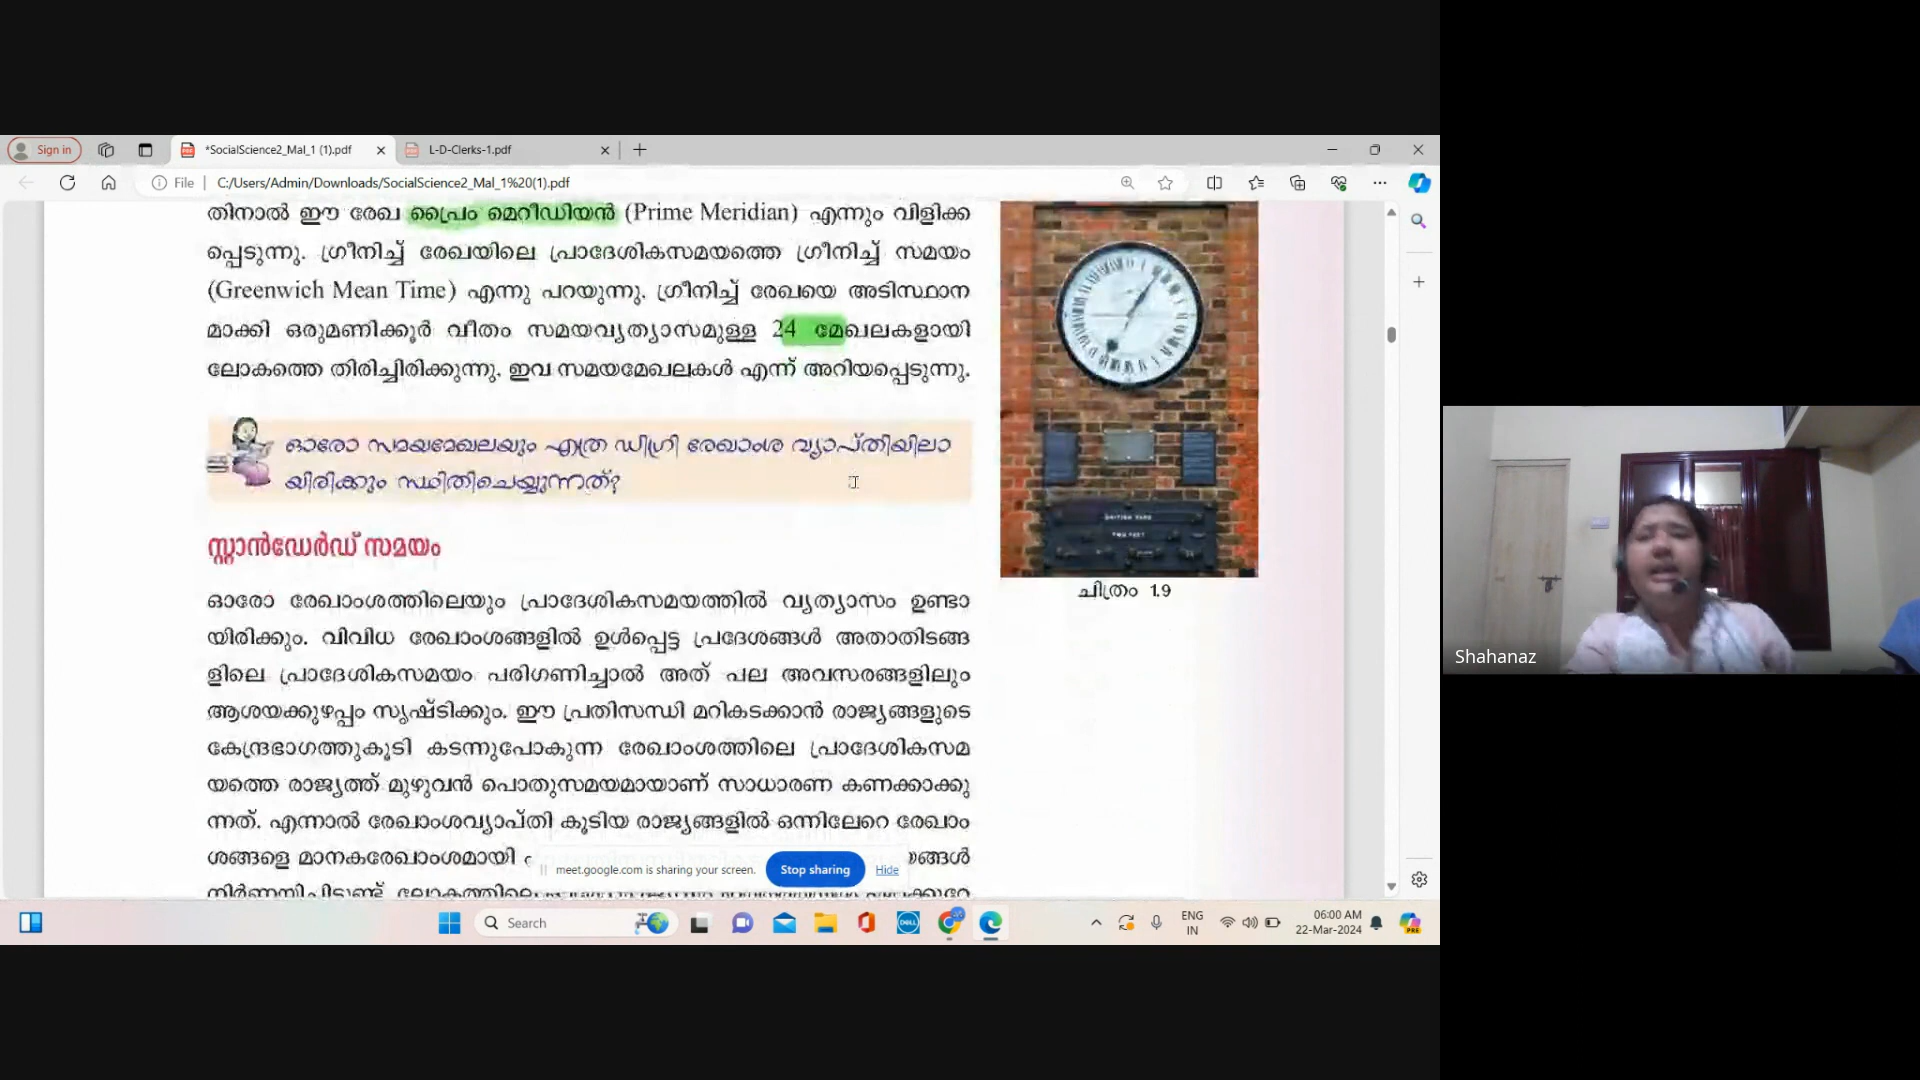 Sign in
*SocialScience2_Mal_1 (1).pdf
L-D-Clerks-1.pdf
File
C:/Users/Admin/Downloads/SocialScience2_Mal_1%20(1).pdf
തിനാൽ ഈ രേഖ പ്രൈം മെറീഡിയൻ (Prime Meridian) എന്നും വിളിക്ക
പ്പെടുന്നു. ഗ്രീനിച്ച് രേഖയിലെ പ്രാദേശികസമയത്തെ ഗ്രീനിച്ച് സമയം
(Greenwich Mean Time) എന്നു പറയുന്നു. ഗ്രീനിച്ച് രേഖയെ അടിസ്ഥാന
മാക്കി ഒരുമണിക്കൂർ വീതം സമയവ്യത്യാസമുള്ള 24 മേഖലകളായി
ലോകത്തെ തിരിച്ചിരിക്കുന്നു. ഇവ സമയമേഖലകൾ എന്ന് അറിയപ്പെടുന്നു.
ഓരോ സമയമേഖലയും എത്ര ഡിഗ്രി രേഖാംശ വ്യാപ്തിയിലാ
യിരിക്കും സ്ഥിതിചെയ്യുന്നത്?
ചിത്രം 1.9
സ്റ്റാൻഡേർഡ് സമയം
ഓരോ രേഖാംശത്തിലെയും പ്രാദേശികസമയത്തിൽ വ്യത്യാസം ഉണ്ടാ
യിരിക്കും. വിവിധ രേഖാംശങ്ങളിൽ ഉൾപ്പെട്ട പ്രദേശങ്ങൾ അതാതിടങ്ങ
ളിലെ പ്രാദേശികസമയം പരിഗണിച്ചാൽ അത് പല അവസരങ്ങളിലും
ആശയക്കുഴപ്പം സൃഷ്ടിക്കും. ഈ പ്രതിസന്ധി മറികടക്കാൻ രാജ്യങ്ങളുടെ
കേന്ദ്രഭാഗത്തുകൂടി കടന്നുപോകുന്ന രേഖാംശത്തിലെ പ്രാദേശികസമ
യത്തെ രാജ്യത്ത് മുഴുവൻ പൊതുസമയമായാണ് സാധാരണ കണക്കാക്കു
ന്നത്. എന്നാൽ രേഖാംശവ്യാപ്തി കൂടിയ രാജ്യങ്ങളിൽ ഒന്നിലേറെ രേഖാം
ശങ്ങളെ മാനകരേഖാംശമായി
meet.google.com is sharing your screen.
Stop sharing
Hide
Search
ENG
IN
06:00 AM
22-Mar-2024
Shahanaz